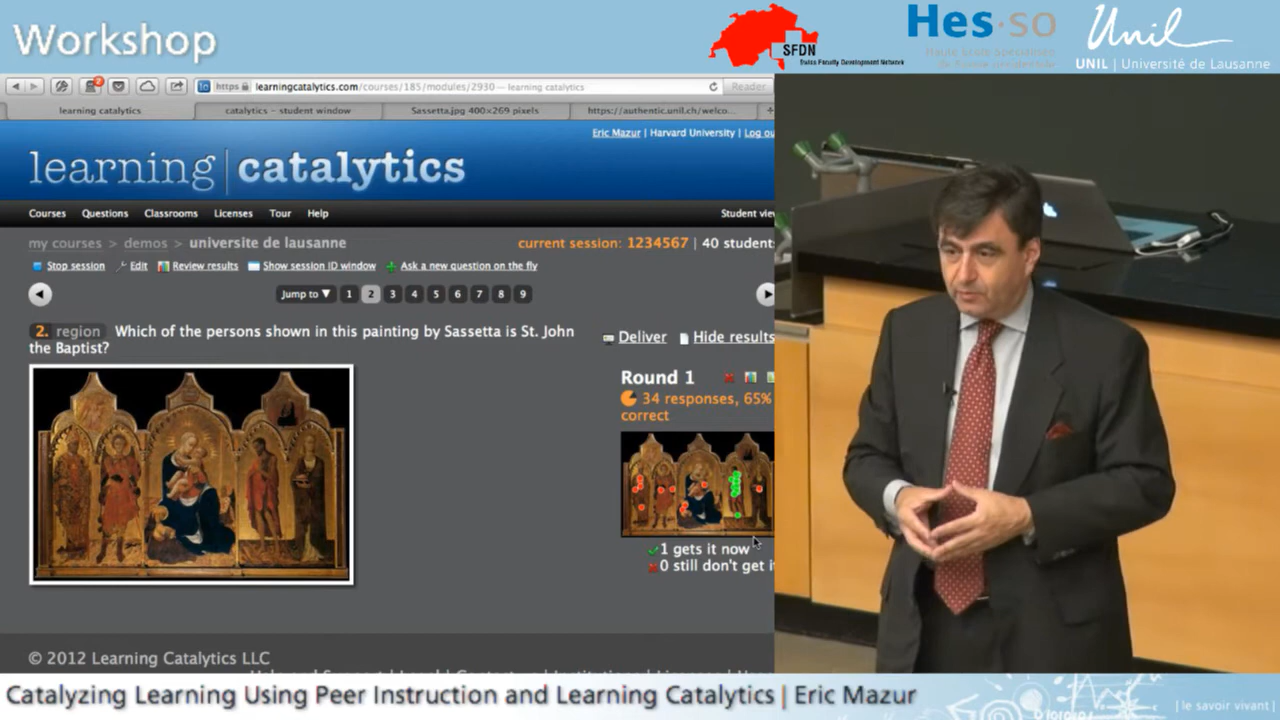 Workshop
SFDN
Swiss Faculty Development Network
Hes·so
Haute Ecole Spécialisée
de Suisse occidentale
Unil
UNIL | Université de Lausanne
https learningcatalytics.com/courses/185/modules/2930 — learning catalytics
Reader
2
learning catalytics
catalytics – student window
Sassetta.jpg 400×269 pixels
https://authentic.unil.ch/welco...
Eric Mazur | Harvard University | Log ou
learning | catalytics
Courses Questions Classrooms Licenses Tour Help
Student vie
my courses > demos > universite de lausanne
current session: 1234567 | 40 students
Stop session Edit Review results Show session ID window Ask a new question on the fly
Jump to ▼ 1 2 3 4 5 6 7 8 9
2. region Which of the persons shown in this painting by Sassetta is St. John
the Baptist?
Deliver Hide results
Round 1
34 responses, 65%
correct
1 gets it now
0 still don't get i
© 2012 Learning Catalytics LLC
Catalyzing Learning Using Peer Instruction and Learning Catalytics | Eric Mazur
| le savoir vivant |